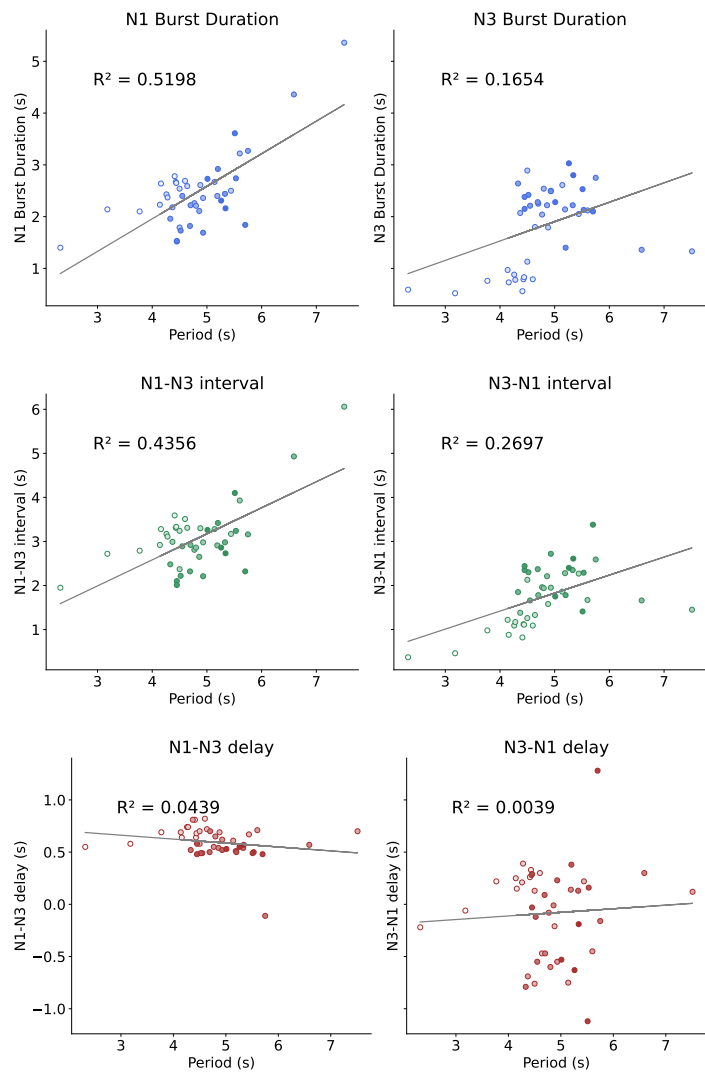 N1 Burst Duration
N3 Burst Duration
R² = 0.5198
R² = 0.1654
N1 Burst Duration (s)
N3 Burst Duration (s)
5
4
3
2
1
3 4 5 6 7
3 4 5 6 7
Period (s)
Period (s)
N1-N3 interval
N3-N1 interval
R² = 0.4356
R² = 0.2697
N1-N3 interval (s)
N3-N1 interval (s)
6
5
4
3
2
1
3 4 5 6 7
3 4 5 6 7
Period (s)
Period (s)
N1-N3 delay
N3-N1 delay
R² = 0.0439
R² = 0.0039
N1-N3 delay (s)
N3-N1 delay (s)
1.0
0.5
0.0
−0.5
−1.0
3 4 5 6 7
3 4 5 6 7
Period (s)
Period (s)